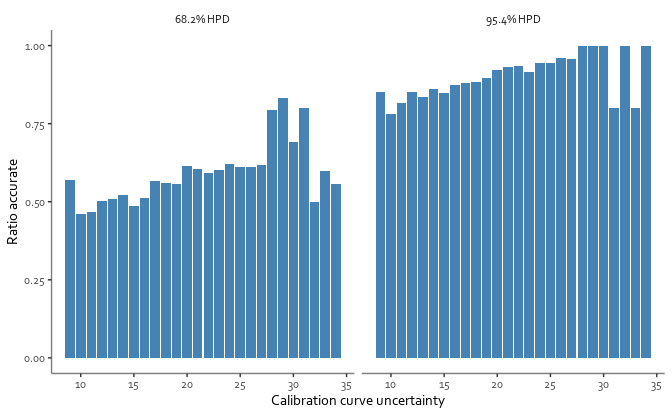 68.2% HPD
95.4% HPD
Ratio accurate
1.00
0.75
0.50
0.25
0.00
10 15 20 25 30 35
10 15 20 25 30 35
Calibration curve uncertainty